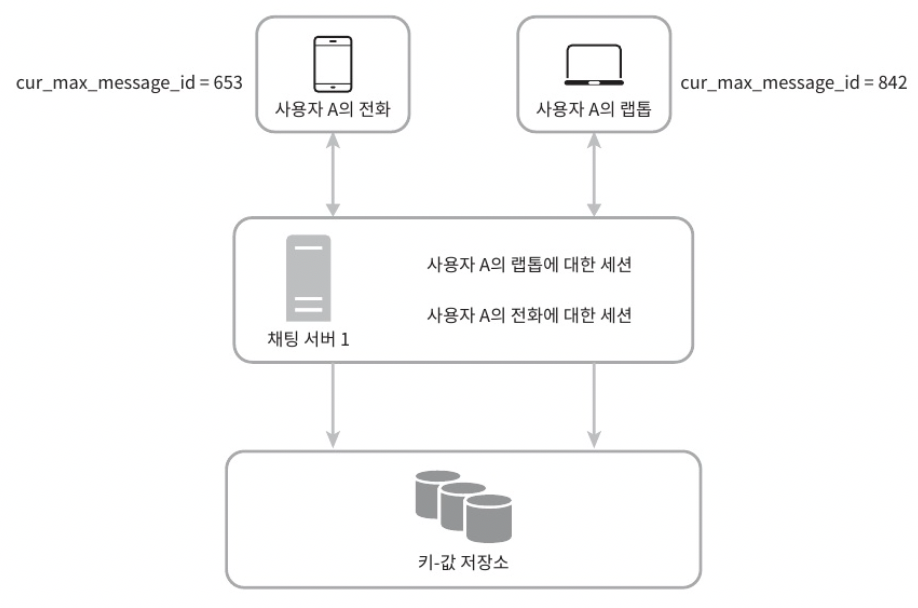 cur_max_message_id = 653
사용자 A의 전화
사용자 A의 랩톱
cur_max_message_id = 842
사용자 A의 랩톱에 대한 세션
사용자 A의 전화에 대한 세션
채팅 서버 1
키-값 저장소